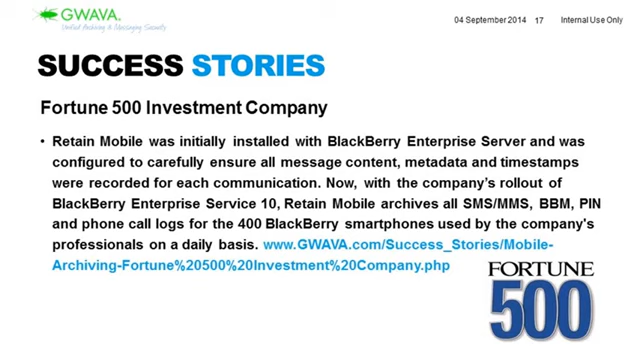 GWAVA.
Unified Archiving & Messaging Security
04 September 2014 17 Internal Use Only
SUCCESS STORIES
Fortune 500 Investment Company
• Retain Mobile was initially installed with BlackBerry Enterprise Server and was
configured to carefully ensure all message content, metadata and timestamps
were recorded for each communication. Now, with the company's rollout of
BlackBerry Enterprise Service 10, Retain Mobile archives all SMS/MMS, BBM, PIN
and phone call logs for the 400 BlackBerry smartphones used by the company's
professionals on a daily basis. www.GWAVA.com/Success_Stories/Mobile-
Archiving-Fortune%20500%20Investment%20Company.php
FORTUNE
500